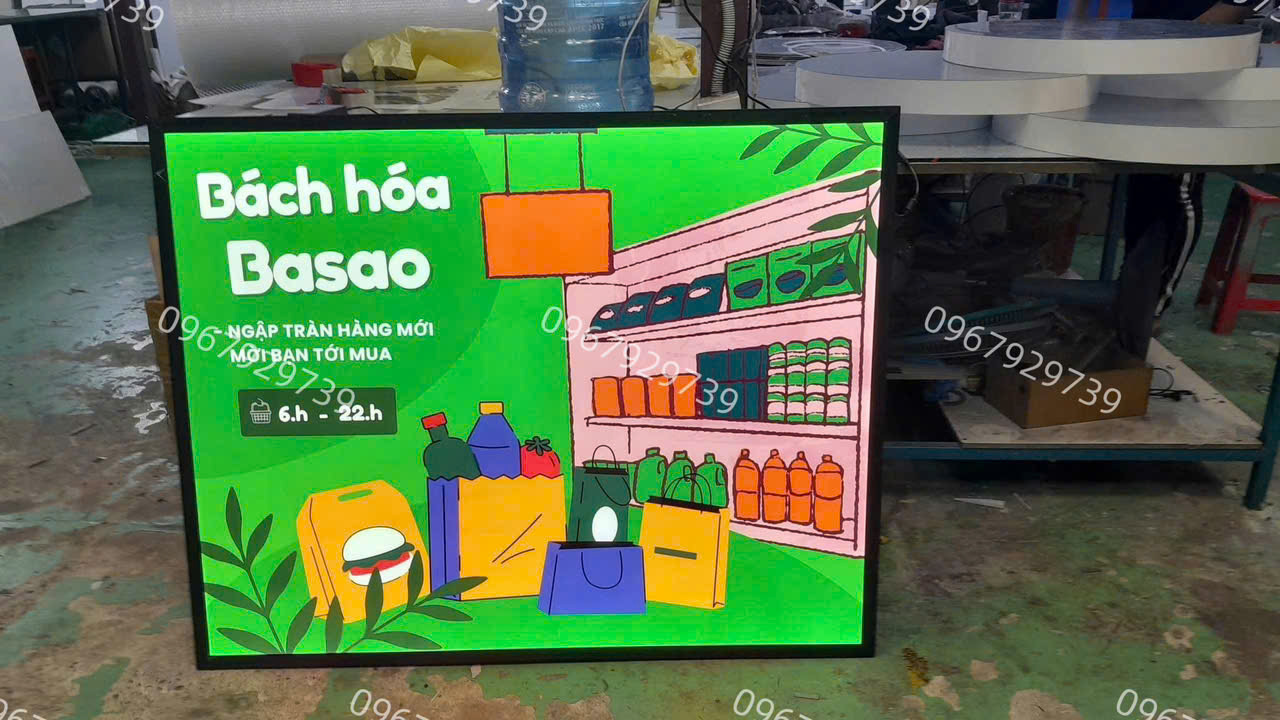 Bách hóa
Basao
- NGẬP TRÀN HÀNG MỚI
MỜI BẠN TỚI MUA
6.h - 22.h
0967929739
0967929739
0967929739